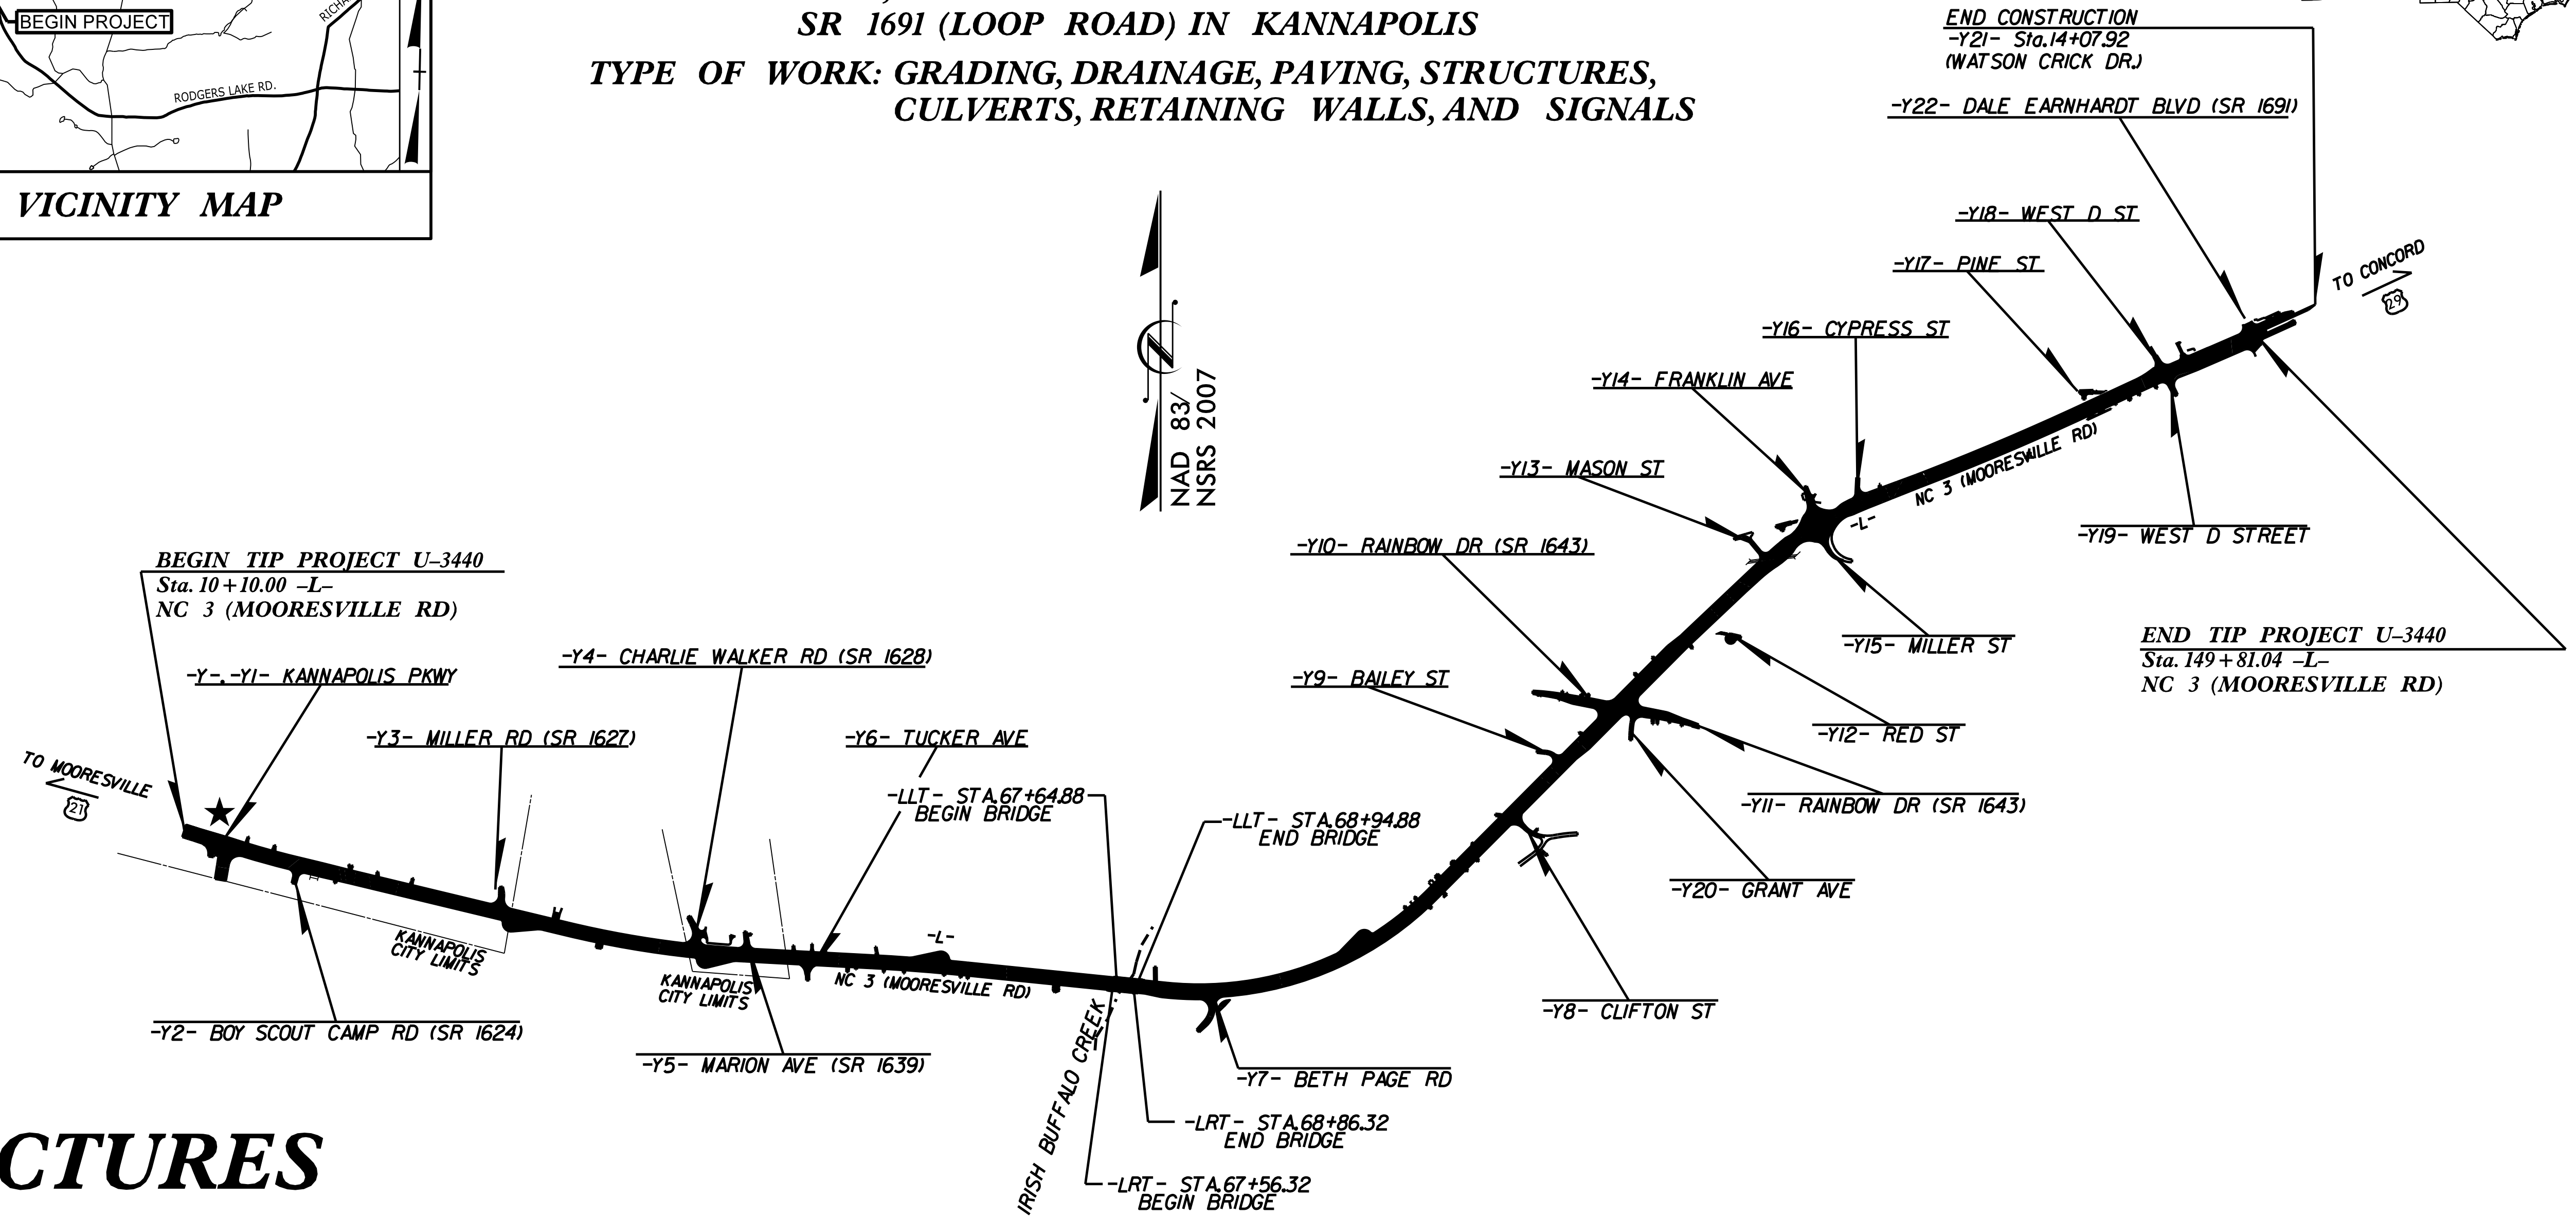 BEGIN PROJECT
RODGERS LAKE RD.
VICINITY MAP
SR 1691 (LOOP ROAD) IN KANNAPOLIS
TYPE OF WORK: GRADING, DRAINAGE, PAVING, STRUCTURES,
CULVERTS, RETAINING WALLS, AND SIGNALS
END CONSTRUCTION
-Y21- Sta.14+07.92
(WATSON CRICK DR.)
-Y22- DALE EARNHARDT BLVD (SR 1691)
-Y18- WEST D ST
-Y17- PINE ST
TO CONCORD
29
-Y16- CYPRESS ST
-Y14- FRANKLIN AVE
-Y13- MASON ST
NAD 83/
NSRS 2007
NC 3 (MOORESVILLE RD)
-L-
-Y19- WEST D STREET
-Y10- RAINBOW DR (SR 1643)
BEGIN TIP PROJECT U-3440
Sta. 10+10.00 -L-
NC 3 (MOORESVILLE RD)
-Y15- MILLER ST
END TIP PROJECT U-3440
Sta. 149+81.04 -L-
NC 3 (MOORESVILLE RD)
-Y-,-Y1- KANNAPOLIS PKWY
-Y4- CHARLIE WALKER RD (SR 1628)
-Y9- BAILEY ST
-Y12- RED ST
-Y3- MILLER RD (SR 1627)
-Y6- TUCKER AVE
TO MOORESVILLE
21
-LLT- STA.67+64.88
BEGIN BRIDGE
-LLT- STA.68+94.88
END BRIDGE
-Y11- RAINBOW DR (SR 1643)
-Y20- GRANT AVE
KANNAPOLIS
CITY LIMITS
-L-
KANNAPOLIS
CITY LIMITS
NC 3 (MOORESVILLE RD)
-Y8- CLIFTON ST
-Y2- BOY SCOUT CAMP RD (SR 1624)
-Y5- MARION AVE (SR 1639)
IRISH BUFFALO CREEK
-Y7- BETH PAGE RD
-LRT- STA.68+86.32
END BRIDGE
-LRT- STA.67+56.32
BEGIN BRIDGE
CTURES